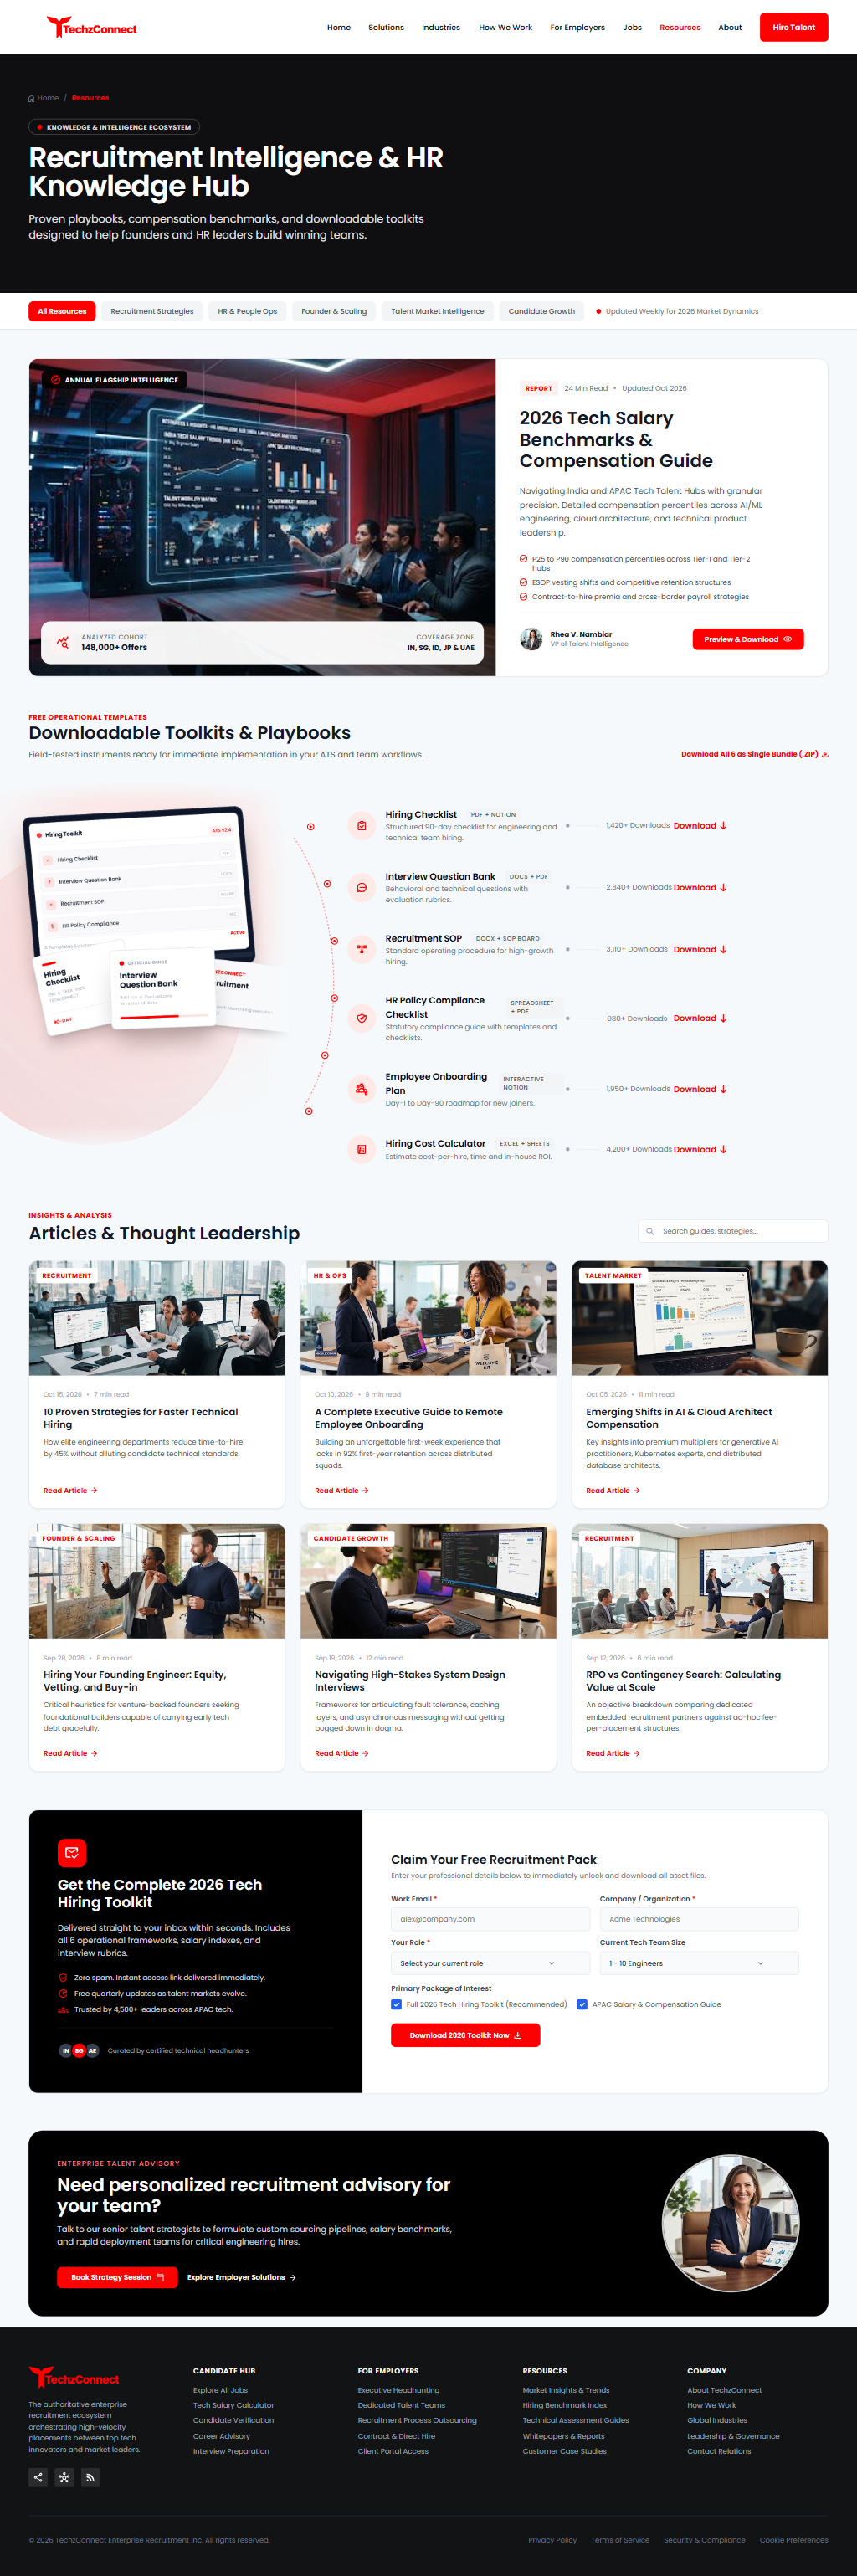 TechzConnect
Home Solutions Industries How We Work For Employers Jobs Resources About Hire Talent
Home / Resources
KNOWLEDGE & INTELLIGENCE ECOSYSTEM
Recruitment Intelligence & HR
Knowledge Hub
Proven playbooks, compensation benchmarks, and downloadable toolkits
designed to help founders and HR leaders build winning teams.
All Resources Recruitment Strategies HR & People Ops Founder & Scaling Talent Market Intelligence Candidate Growth Updated Weekly for 2026 Market Dynamics
ANNUAL FLAGSHIP INTELLIGENCE
ANALYZED COHORT
148,000+ Offers
COVERAGE ZONE
IN, SG, ID, JP & UAE
REPORT 24 Min Read • Updated Oct 2026
2026 Tech Salary
Benchmarks &
Compensation Guide
Navigating India and APAC Tech Talent Hubs with granular
precision. Detailed compensation percentiles across AI/ML
engineering, cloud architecture, and technical product
leadership.
P25 to P90 compensation percentiles across Tier-1 and Tier-2
hubs
ESOP vesting shifts and competitive retention structures
Contract-to-hire premia and cross-border payroll strategies
Rhea V. Nambiar
VP of Talent Intelligence
Preview & Download
FREE OPERATIONAL TEMPLATES
Downloadable Toolkits & Playbooks
Field-tested instruments ready for immediate implementation in your ATS and team workflows.
Download All 6 as Single Bundle (.ZIP)
Hiring Toolkit ATS v2.4
Hiring Checklist
Interview Question Bank
Recruitment SOP
HR Policy Compliance
Active
Hiring
Checklist
90-DAY
OFFICIAL GUIDE
Interview
Question Bank
Hiring Checklist PDF + NOTION
Structured 90-day checklist for engineering and
technical team hiring.
1,420+ Downloads Download
Interview Question Bank DOCS + PDF
Behavioral and technical questions with
evaluation rubrics.
2,840+ Downloads Download
Recruitment SOP DOCX + SOP BOARD
Standard operating procedure for high-growth
hiring.
3,110+ Downloads Download
HR Policy Compliance
Checklist
SPREADSHEET
+ PDF
Statutory compliance guide with templates and
checklists.
980+ Downloads Download
Employee Onboarding
Plan
INTERACTIVE
NOTION
Day-1 to Day-90 roadmap for new joiners.
1,950+ Downloads Download
Hiring Cost Calculator EXCEL + SHEETS
Estimate cost-per-hire, time and in-house ROI.
4,200+ Downloads Download
INSIGHTS & ANALYSIS
Articles & Thought Leadership
Search guides, strategies...
RECRUITMENT
Oct 15, 2026 • 7 min read
10 Proven Strategies for Faster Technical
Hiring
How elite engineering departments reduce time-to-hire
by 45% without diluting candidate technical standards.
Read Article
HR & OPS
WELCOME
KIT
Oct 10, 2026 • 9 min read
A Complete Executive Guide to Remote
Employee Onboarding
Building an unforgettable first-week experience that
locks in 92% first-year retention across distributed
squads.
Read Article
TALENT MARKET
Oct 05, 2026 • 11 min read
Emerging Shifts in AI & Cloud Architect
Compensation
Key insights into premium multipliers for generative AI
practitioners, Kubernetes experts, and distributed
database architects.
Read Article
FOUNDER & SCALING
Sep 28, 2026 • 8 min read
Hiring Your Founding Engineer: Equity,
Vetting, and Buy-in
Critical heuristics for venture-backed founders seeking
foundational builders capable of carrying early tech
debt gracefully.
Read Article
CANDIDATE GROWTH
Sep 19, 2026 • 12 min read
Navigating High-Stakes System Design
Interviews
Frameworks for articulating fault tolerance, caching
layers, and asynchronous messaging without getting
bogged down in dogma.
Read Article
RECRUITMENT
Sep 12, 2026 • 6 min read
RPO vs Contingency Search: Calculating
Value at Scale
An objective breakdown comparing dedicated
embedded recruitment partners against ad-hoc fee-
per-placement structures.
Read Article
Get the Complete 2026 Tech
Hiring Toolkit
Delivered straight to your inbox within seconds. Includes
all 6 operational frameworks, salary indexes, and
interview rubrics.
Zero spam. Instant access link delivered immediately.
Free quarterly updates as talent markets evolve.
Trusted by 4,500+ leaders across APAC tech.
IN SG AE Curated by certified technical headhunters
Claim Your Free Recruitment Pack
Enter your professional details below to immediately unlock and download all asset files.
Work Email * Company / Organization *
alex@company.com Acme Technologies
Your Role * Current Tech Team Size
Select your current role 1 - 10 Engineers
Primary Package of Interest
Full 2026 Tech Hiring Toolkit (Recommended) APAC Salary & Compensation Guide
Download 2026 Toolkit Now
ENTERPRISE TALENT ADVISORY
Need personalized recruitment advisory for
your team?
Talk to our senior talent strategists to formulate custom sourcing pipelines, salary benchmarks,
and rapid deployment teams for critical engineering hires.
Book Strategy Session Explore Employer Solutions
TechzConnect
The authoritative enterprise
recruitment ecosystem
orchestrating high-velocity
placements between top tech
innovators and market leaders.
CANDIDATE HUB
Explore All Jobs
Tech Salary Calculator
Candidate Verification
Career Advisory
Interview Preparation
FOR EMPLOYERS
Executive Headhunting
Dedicated Talent Teams
Recruitment Process Outsourcing
Contract & Direct Hire
Client Portal Access
RESOURCES
Market Insights & Trends
Hiring Benchmark Index
Technical Assessment Guides
Whitepapers & Reports
Customer Case Studies
COMPANY
About TechzConnect
How We Work
Global Industries
Leadership & Governance
Contact Relations
© 2026 TechzConnect Enterprise Recruitment Inc. All rights reserved.
Privacy Policy Terms of Service Security & Compliance Cookie Preferences